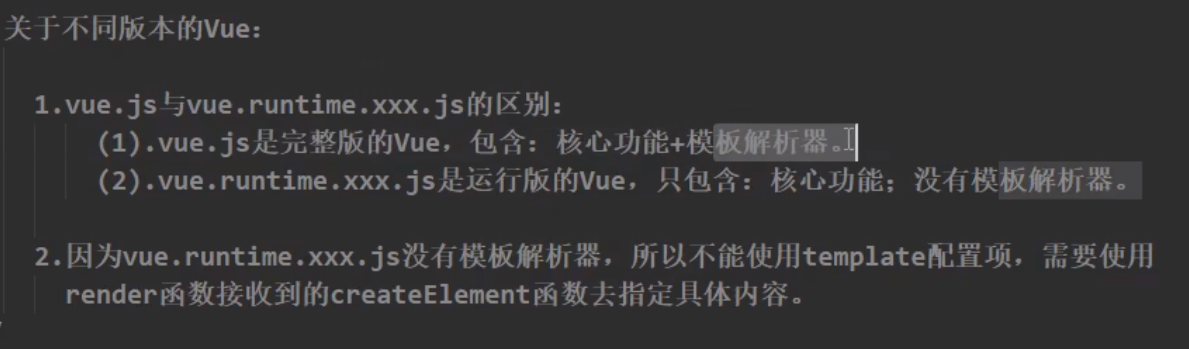 关于不同版本的Vue：
1.vue.js与vue.runtime.xxx.js的区别：
(1).vue.js是完整版的Vue，包含：核心功能+模板解析器。
(2).vue.runtime.xxx.js是运行版的Vue，只包含：核心功能；没有模板解析器。
2.因为vue.runtime.xxx.js没有模板解析器，所以不能使用template配置项，需要使用
render函数接收到的createElement函数去指定具体内容。